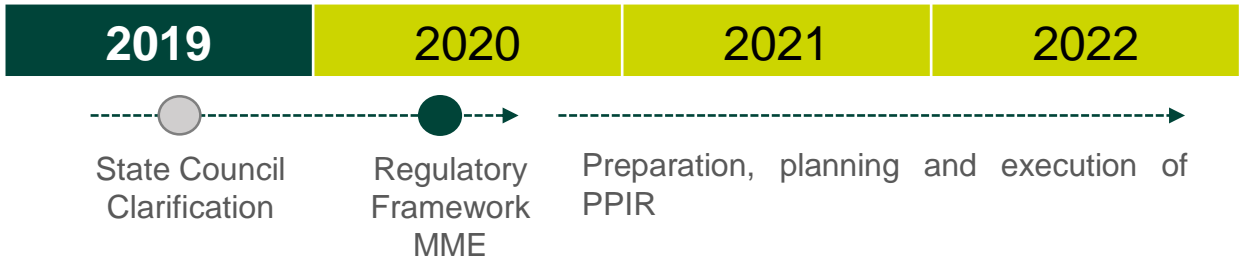 2019 2020 2021 2022
State Council
Clarification
Regulatory
Framework
MME
Preparation, planning and execution of
PPIR